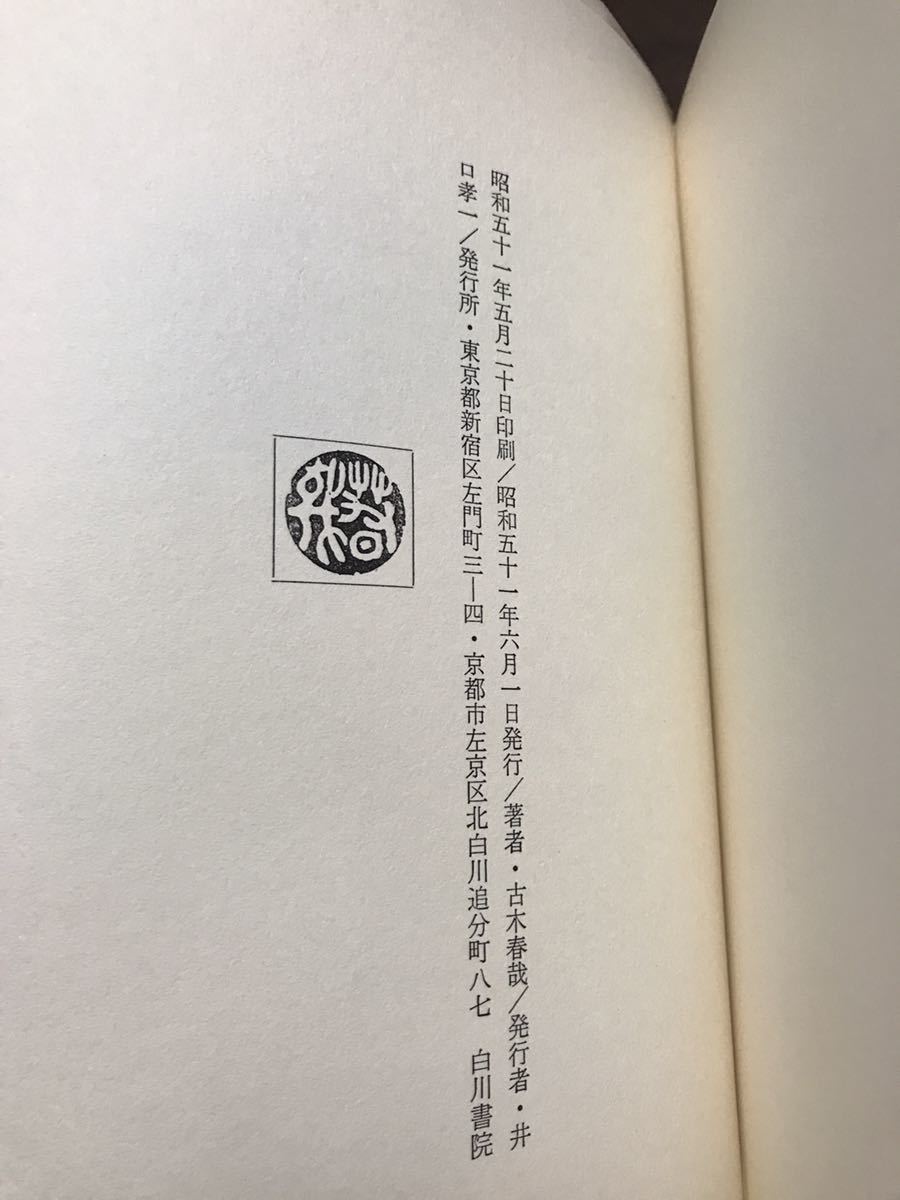 昭和五十一年五月二十日印刷/昭和五十一年六月一日発行/著者・古木春哉/発行者・井
口孝一/発行所・東京都新宿区左門町三―四・京都市左京区北白川追分町八七　白川書院